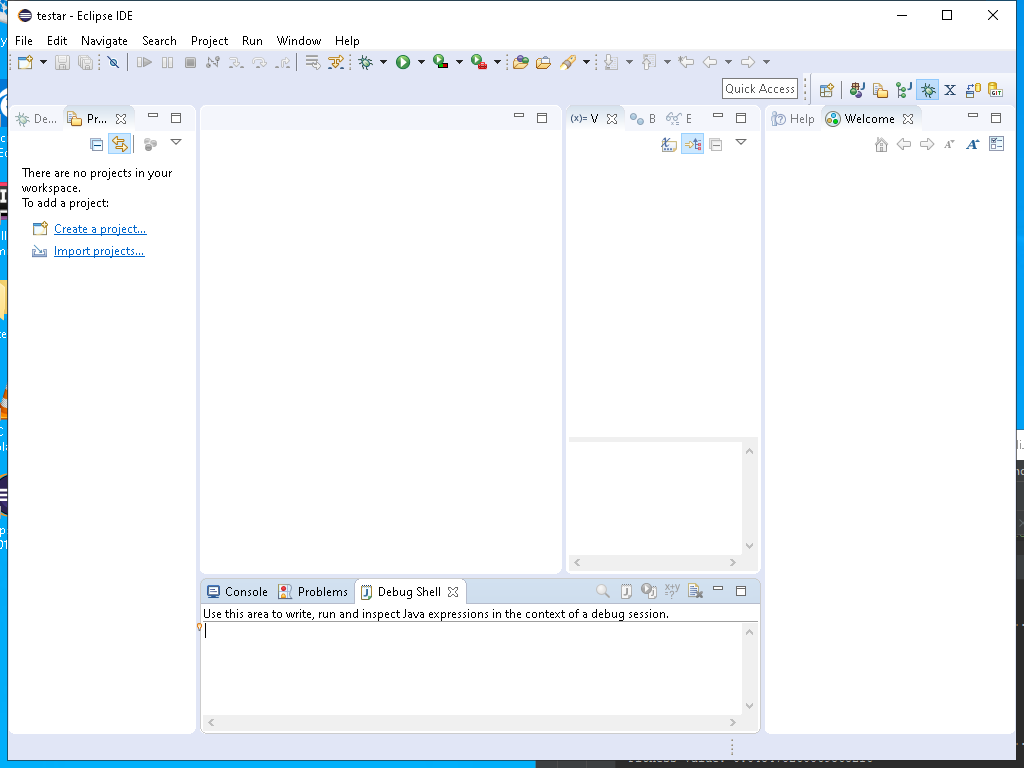 testar - Eclipse IDE
File Edit Navigate Search Project Run Window Help
Quick Access
De... Pr...
(x)= V B E
Help Welcome
There are no projects in your
workspace.
To add a project:
Create a project...
Import projects...
Console Problems Debug Shell
Use this area to write, run and inspect Java expressions in the context of a debug session.